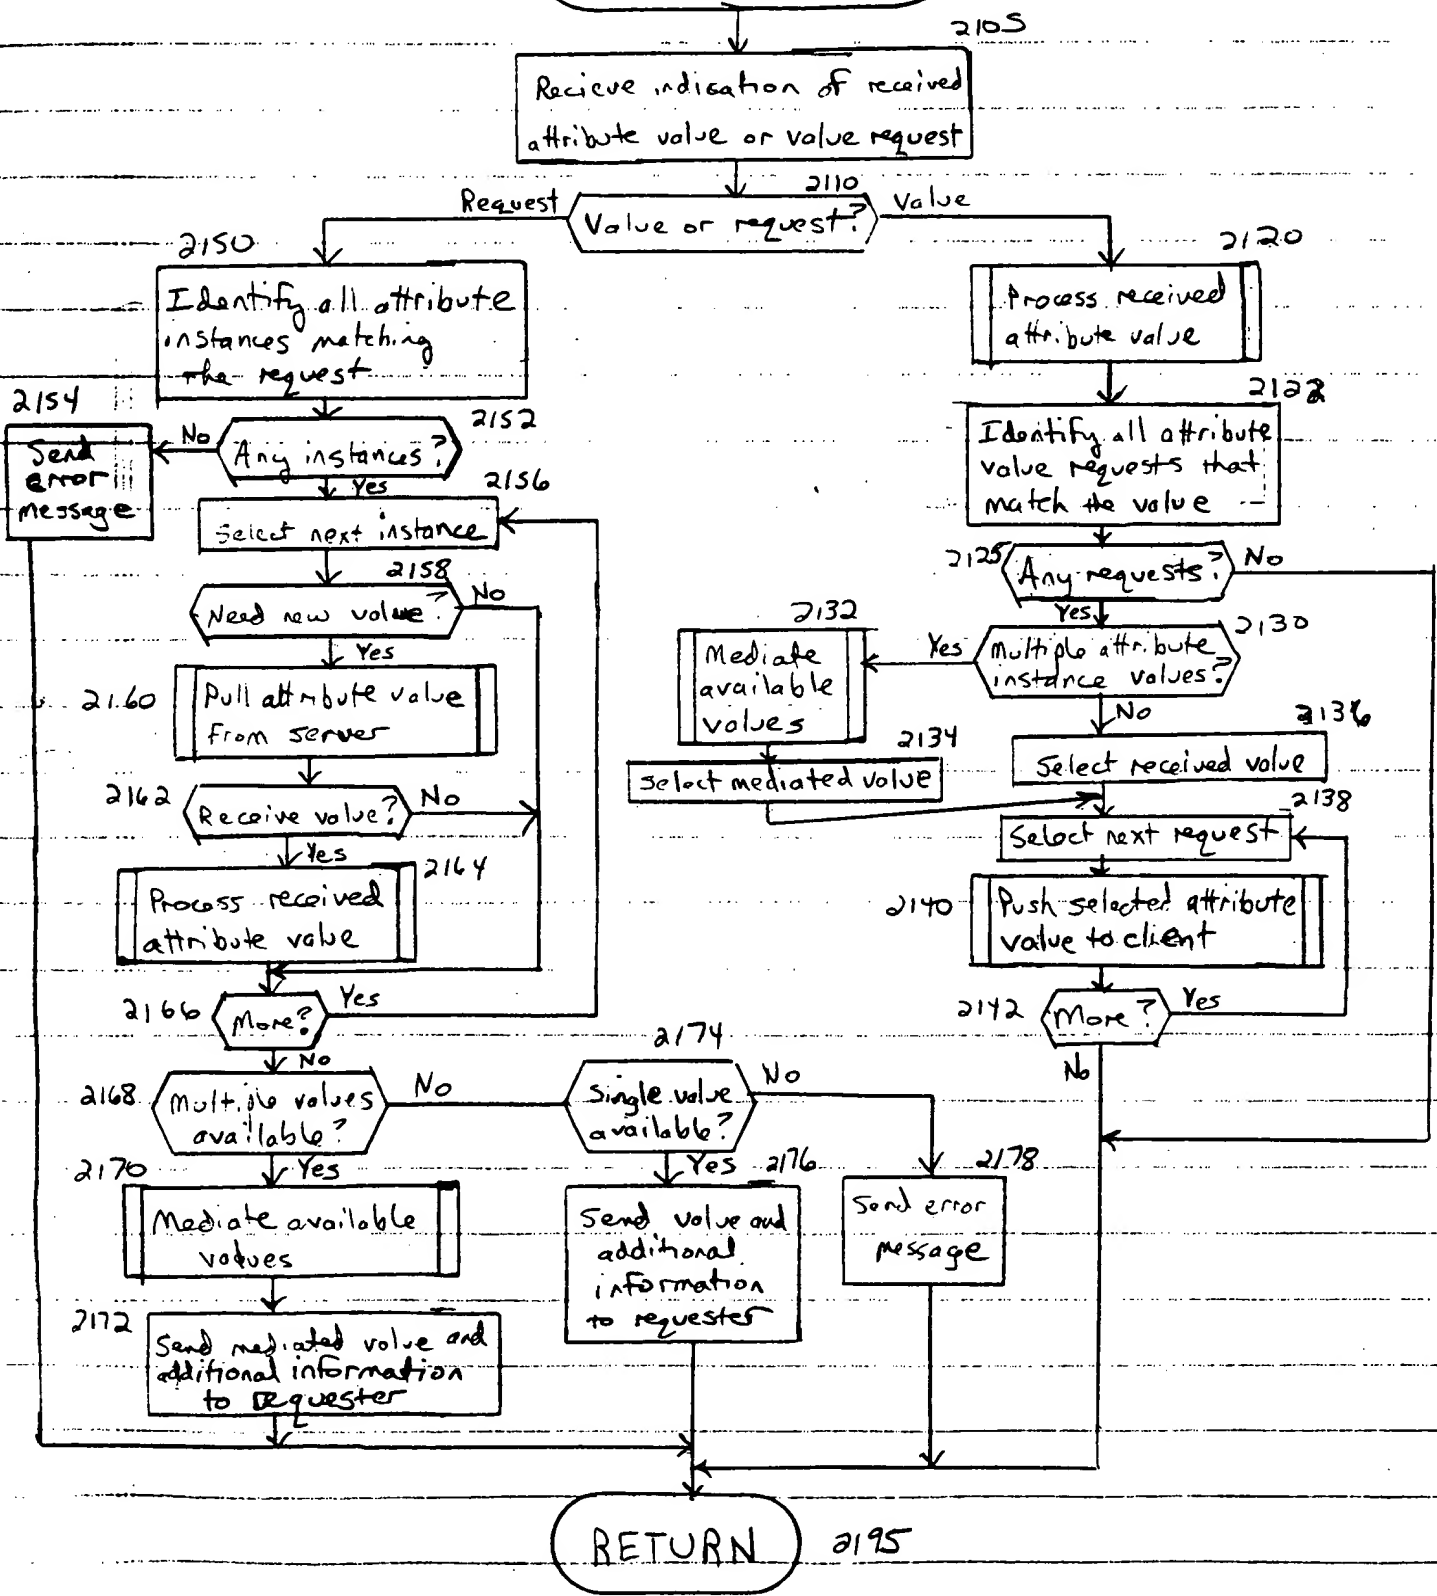 2105
Recieve indication of received
attribute value or value request
2110
Request
Value or request?
Value
2150
Identify all attribute
instances matching
the request
2152
Any instances?
No
2154
Send
error
message
Yes
2156
Select next instance
2158
Need new value?
No
Yes
2160
Pull attribute value
from server
2162
Receive value?
No
Yes
2164
Process received
attribute value
2166
More?
Yes
No
2168
Multiple values
available?
No
Yes
2170
Mediate available
values
2172
Send mediated value and
additional information
to requester
2174
Single value
available?
No
Yes
2176
Send value and
additional
information
to requester
2178
Send error
message
2120
Process received
attribute value
2122
Identify all attribute
value requests that
match the value
2125
Any requests?
No
Yes
2130
Multiple attribute
instance values?
Yes
No
2132
Mediate
available
values
2134
Select mediated value
2136
Select received value
2138
Select next request
2140
Push selected attribute
value to client
2142
More?
Yes
No
RETURN
2195